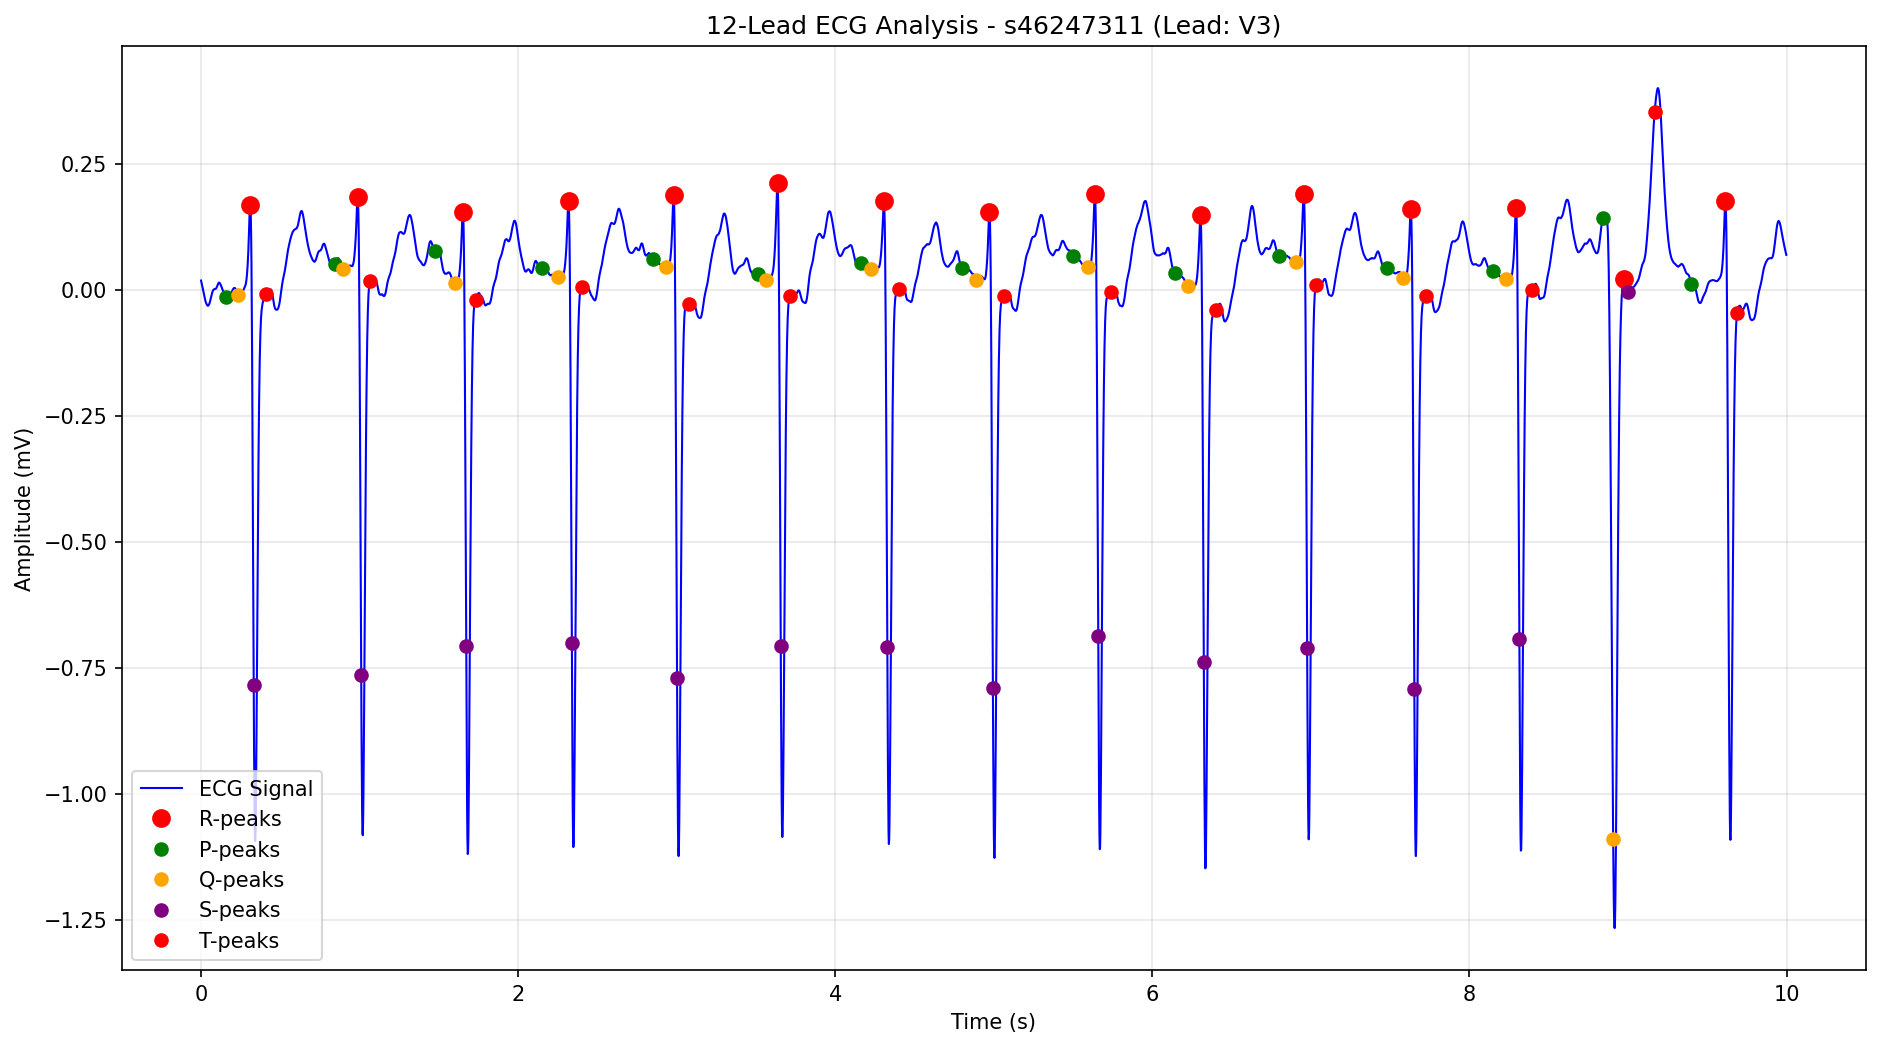 12-Lead ECG Analysis - s46247311 (Lead: V3)
Amplitude (mV)
0.25
0.00
−0.25
−0.50
−0.75
−1.00
−1.25
ECG Signal
R-peaks
P-peaks
Q-peaks
S-peaks
T-peaks
0 2 4 6 8 10
Time (s)